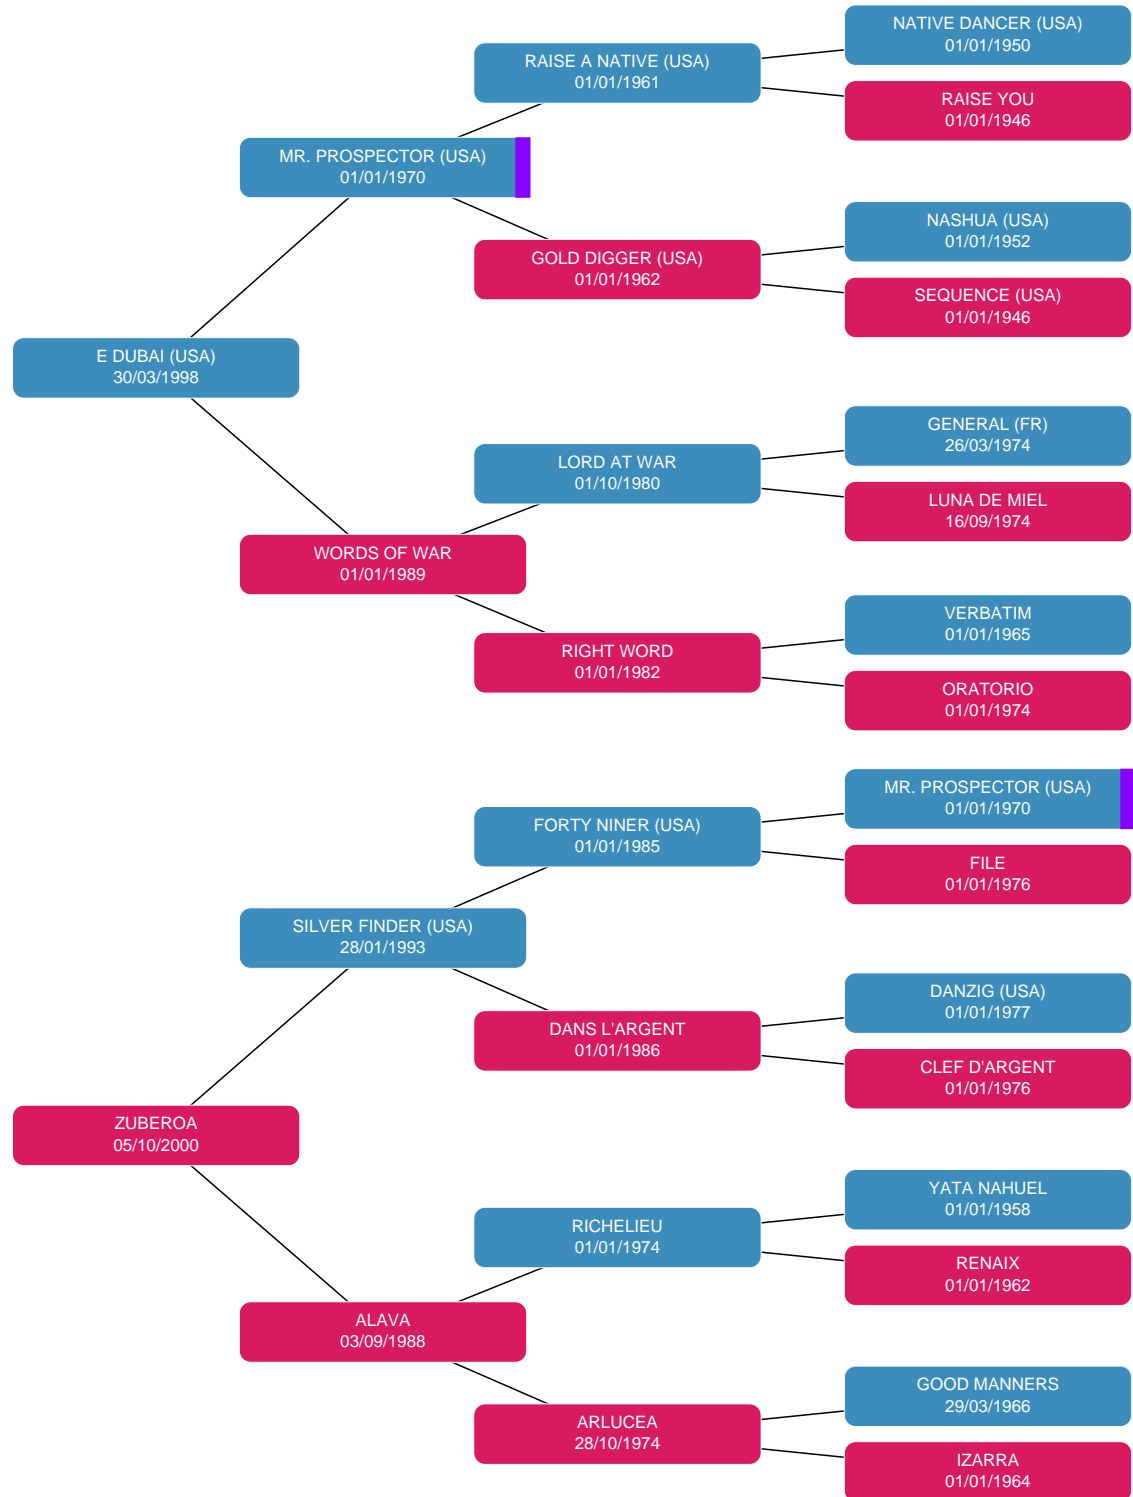 NATIVE DANCER (USA)
01/01/1950
RAISE A NATIVE (USA)
01/01/1961
RAISE YOU
01/01/1946
MR. PROSPECTOR (USA)
01/01/1970
NASHUA (USA)
01/01/1952
GOLD DIGGER (USA)
01/01/1962
SEQUENCE (USA)
01/01/1946
E DUBAI (USA)
30/03/1998
GENERAL (FR)
26/03/1974
LORD AT WAR
01/10/1980
LUNA DE MIEL
16/09/1974
WORDS OF WAR
01/01/1989
VERBATIM
01/01/1965
RIGHT WORD
01/01/1982
ORATORIO
01/01/1974
MR. PROSPECTOR (USA)
01/01/1970
FORTY NINER (USA)
01/01/1985
FILE
01/01/1976
SILVER FINDER (USA)
28/01/1993
DANZIG (USA)
01/01/1977
DANS L'ARGENT
01/01/1986
CLEF D'ARGENT
01/01/1976
ZUBEROA
05/10/2000
YATA NAHUEL
01/01/1958
RICHELIEU
01/01/1974
RENAIX
01/01/1962
ALAVA
03/09/1988
GOOD MANNERS
29/03/1966
ARLUCEA
28/10/1974
IZARRA
01/01/1964